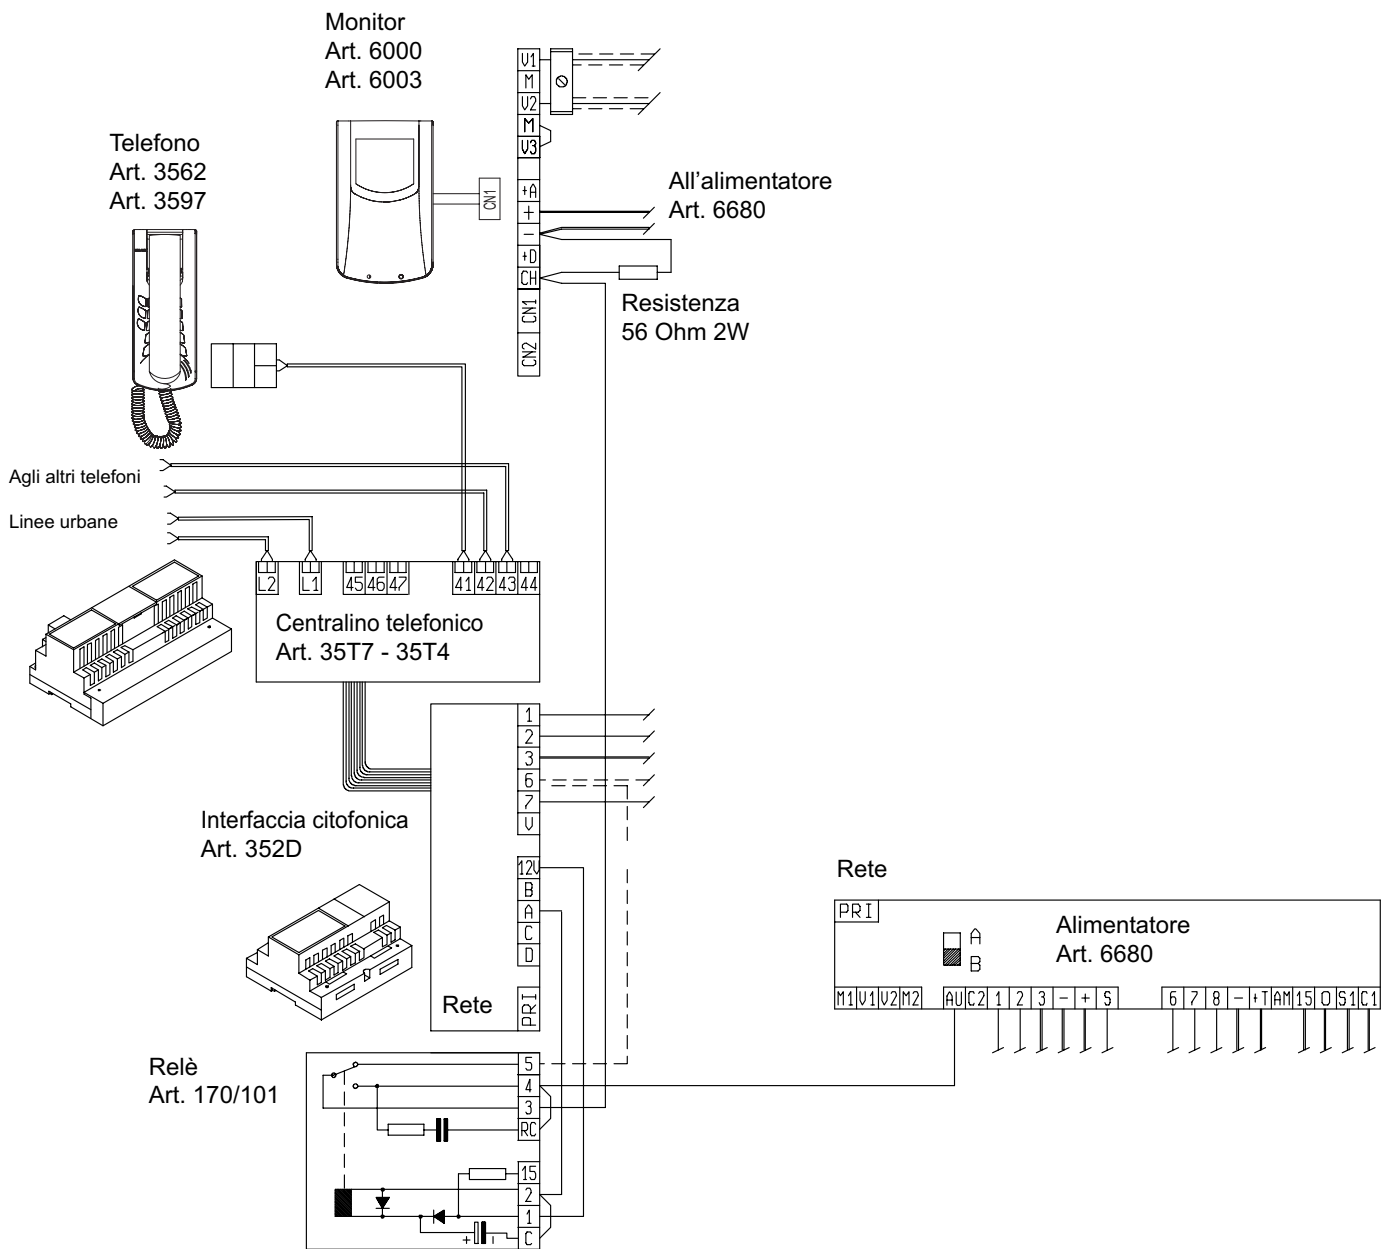 Monitor
Art. 6000
Art. 6003
V1
M
V2
M
V3
+A
+
−
+D
CH
CN1
CN2
CN1
All’alimentatore
Art. 6680
Resistenza
56 Ohm 2W
Telefono
Art. 3562
Art. 3597
Agli altri telefoni
Linee urbane
L2 L1 45 46 47 41 42 43 44
Centralino telefonico
Art. 35T7 - 35T4
1
2
3
6
7
V
12V
B
A
C
D
PRI
Rete
Interfaccia citofonica
Art. 352D
Relè
Art. 170/101
5
4
3
RC
15
2
1
C
+ −
Rete
PRI
A
B
Alimentatore
Art. 6680
M1 V1 V2 M2 AU C2 1 2 3 − + S 6 7 8 − +T AM 15 0 S1 C1